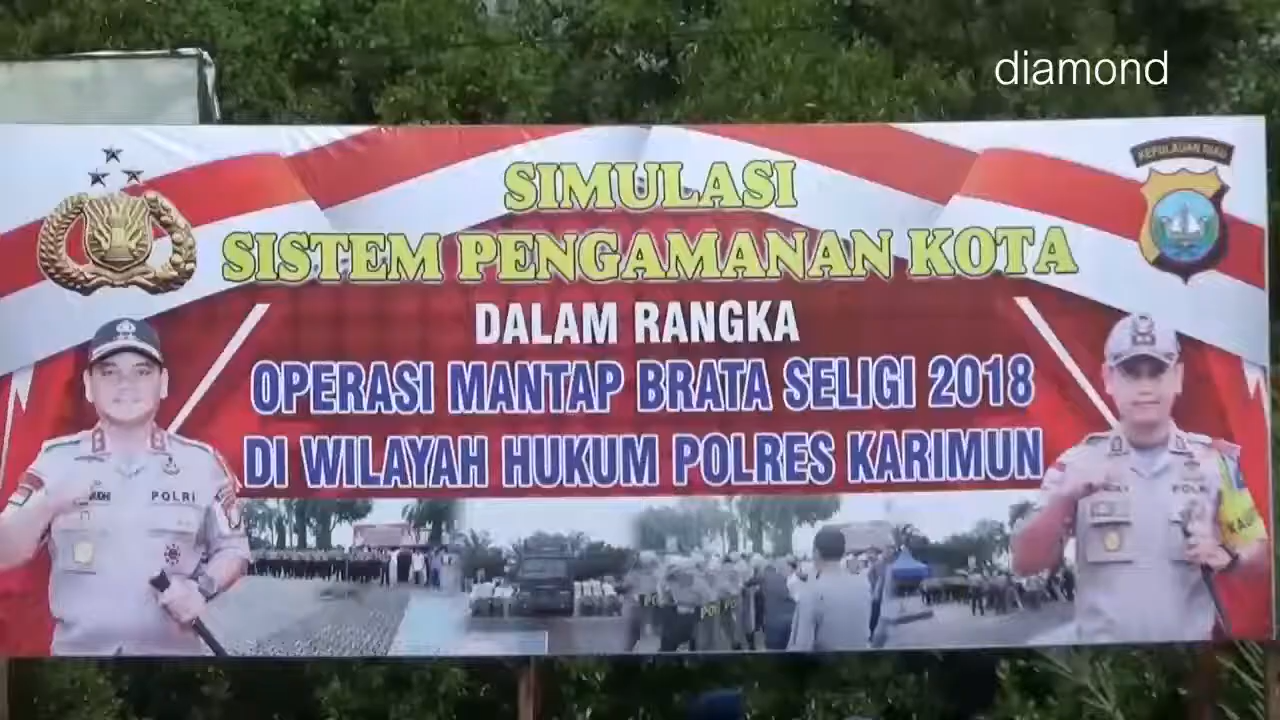 diamond
KEPULAUAN RIAU
SIMULASI
SISTEM PENGAMANAN KOTA
DALAM RANGKA
OPERASI MANTAP BRATA SELIGI 2018
DI WILAYAH HUKUM POLRES KARIMUN
POLRI